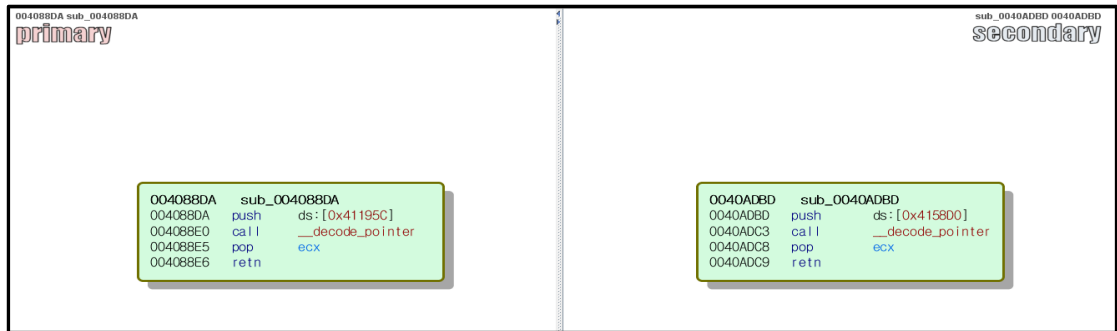 004088DA sub_004088DA
primary
sub_0040ADBD 0040ADBD
secondary
004088DA sub_004088DA
004088DA push ds:[0x41195C]
004088E0 call __decode_pointer
004088E5 pop ecx
004088E6 retn
0040ADBD sub_0040ADBD
0040ADBD push ds:[0x4158D0]
0040ADC3 call __decode_pointer
0040ADC8 pop ecx
0040ADC9 retn